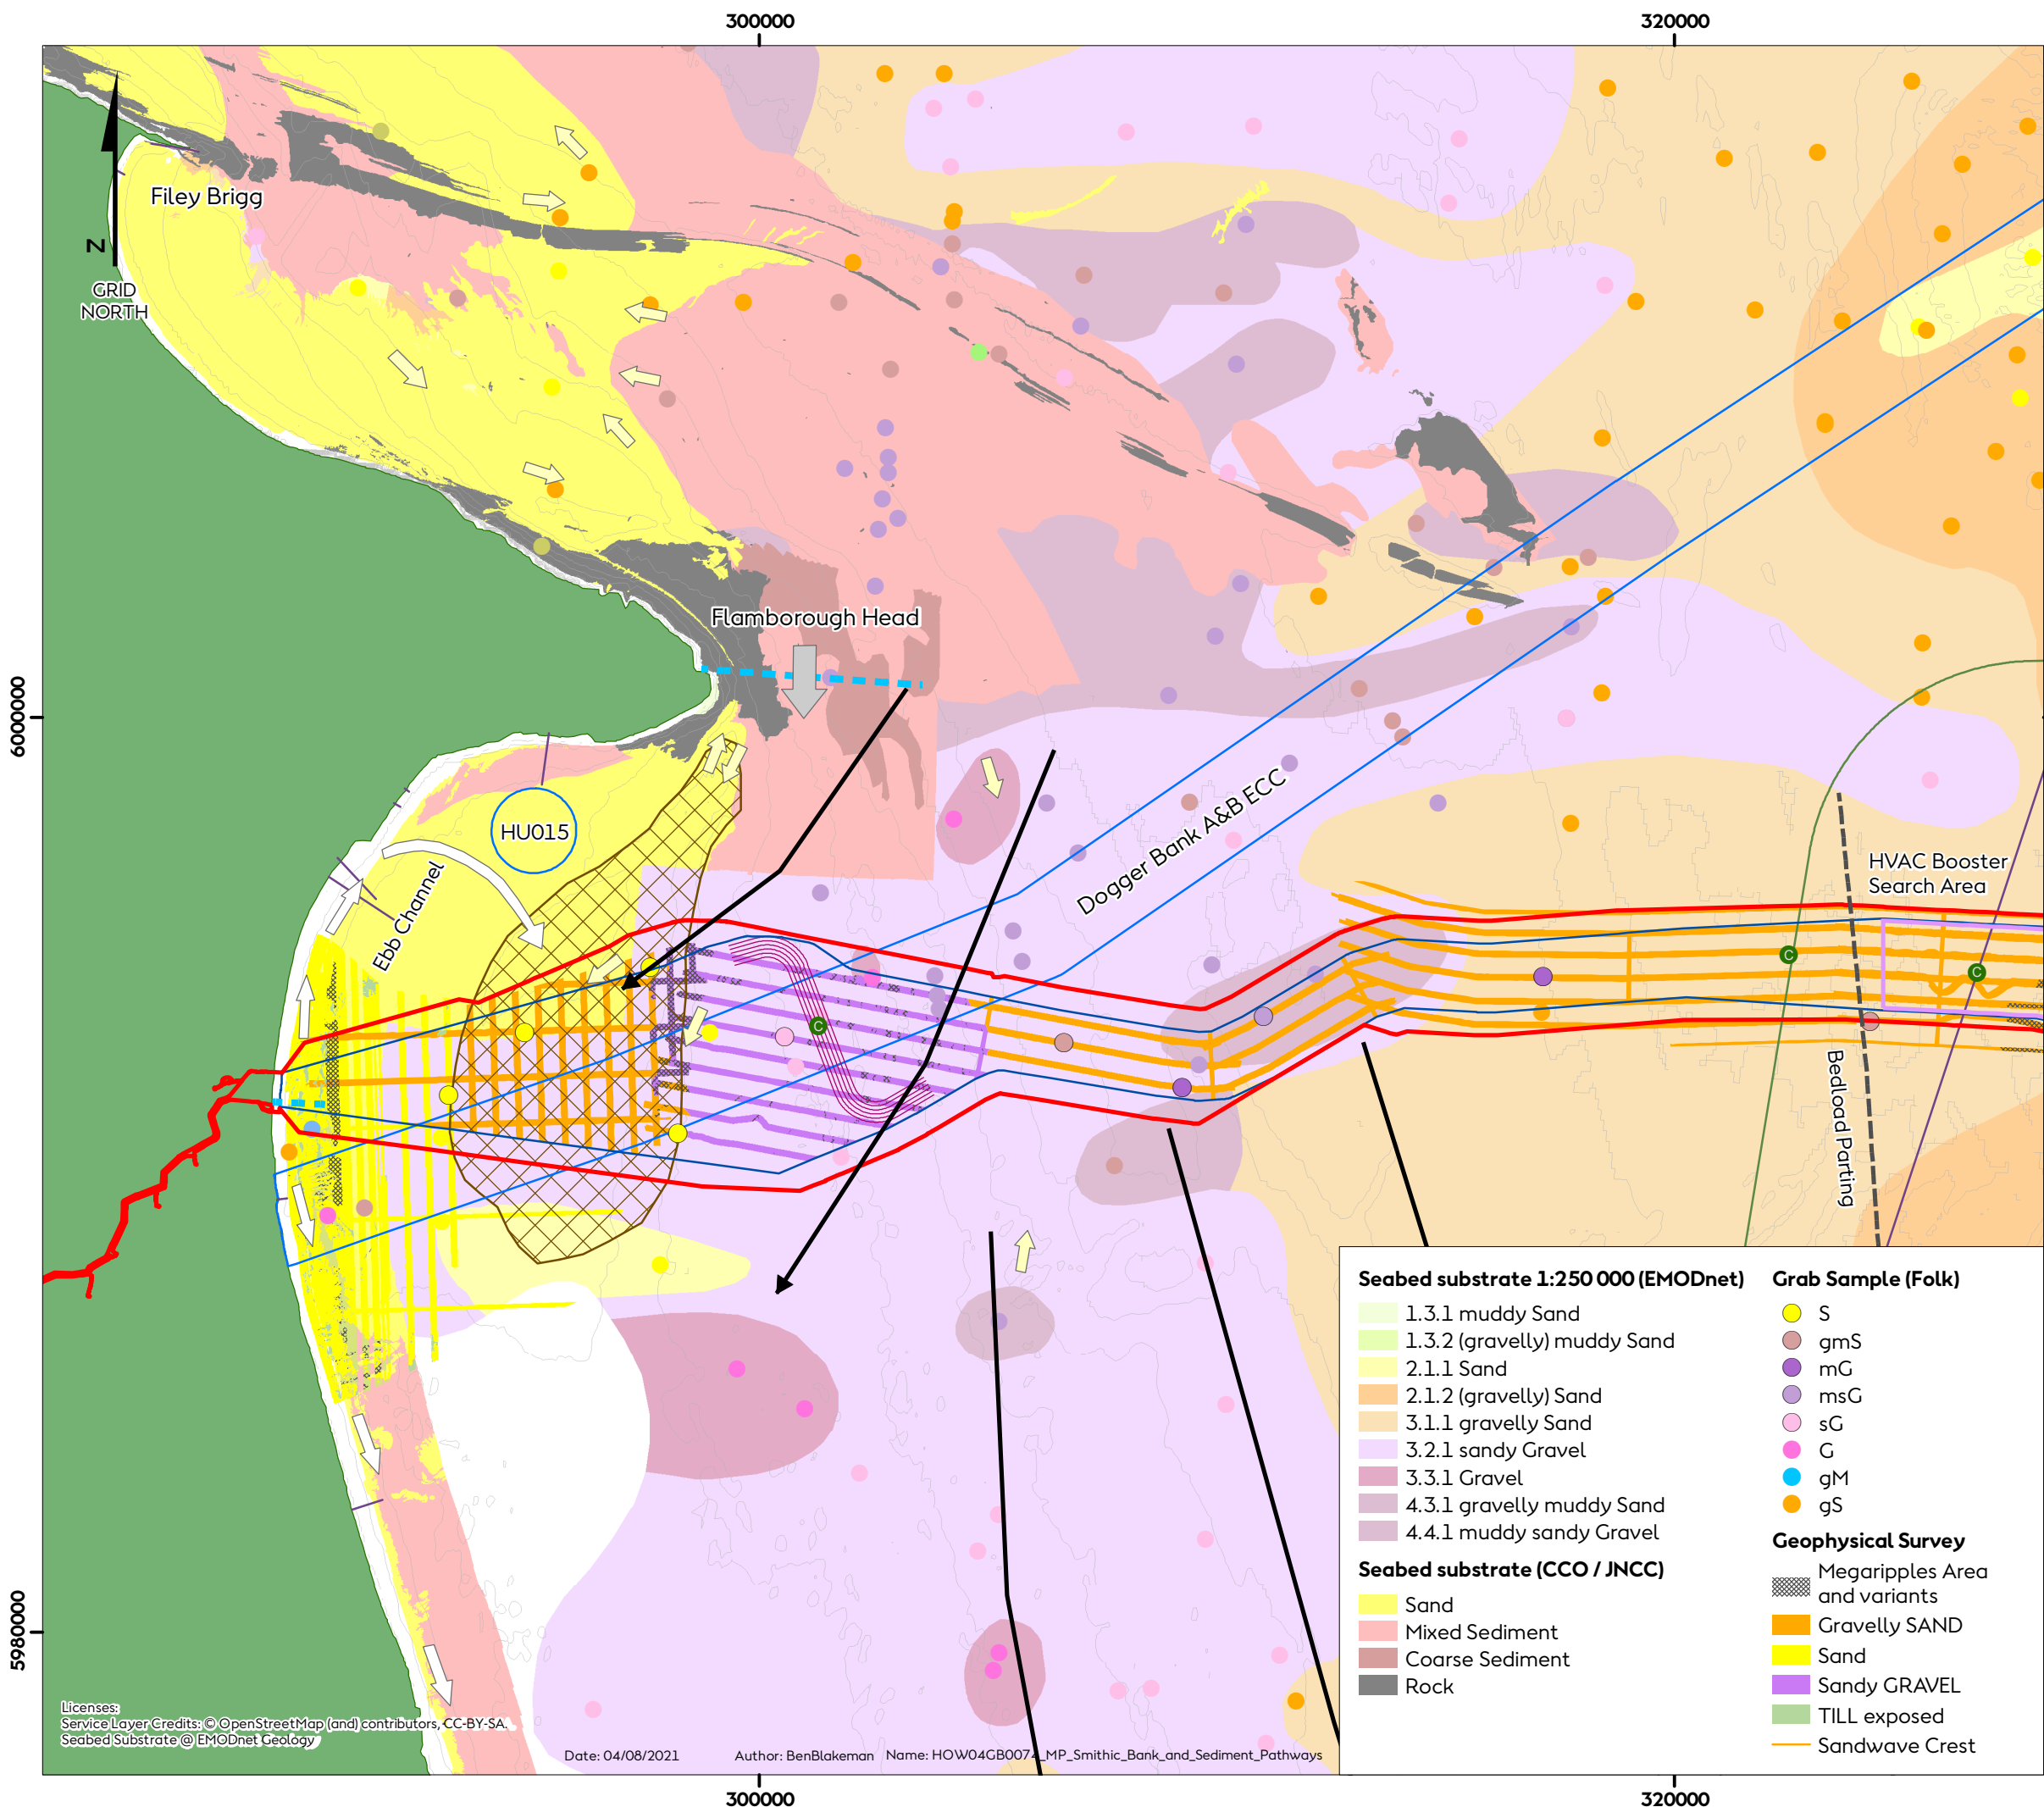 300000
320000
Filey Brigg
N
GRID
NORTH
Flamborough Head
6000000
HU015
Ebb Channel
Dogger Bank A&B ECC
HVAC Booster
Search Area
C
C
C
Bedload Parting
Seabed substrate 1:250 000 (EMODnet)
1.3.1 muddy Sand
1.3.2 (gravelly) muddy Sand
2.1.1 Sand
2.1.2 (gravelly) Sand
3.1.1 gravelly Sand
3.2.1 sandy Gravel
3.3.1 Gravel
4.3.1 gravelly muddy Sand
4.4.1 muddy sandy Gravel
Seabed substrate (CCO / JNCC)
Sand
Mixed Sediment
Coarse Sediment
Rock
Grab Sample (Folk)
S
gmS
mG
msG
sG
G
gM
gS
Geophysical Survey
Megaripples Area
and variants
Gravelly SAND
Sand
Sandy GRAVEL
TILL exposed
Sandwave Crest
5980000
Licenses:
Service Layer Credits: © OpenStreetMap (and) contributors, CC-BY-SA.
Seabed Substrate @ EMODnet Geology
Date: 04/08/2021 Author: BenBlakeman Name: HOW04GB0074_MP_Smithic_Bank_and_Sediment_Pathways
300000
320000